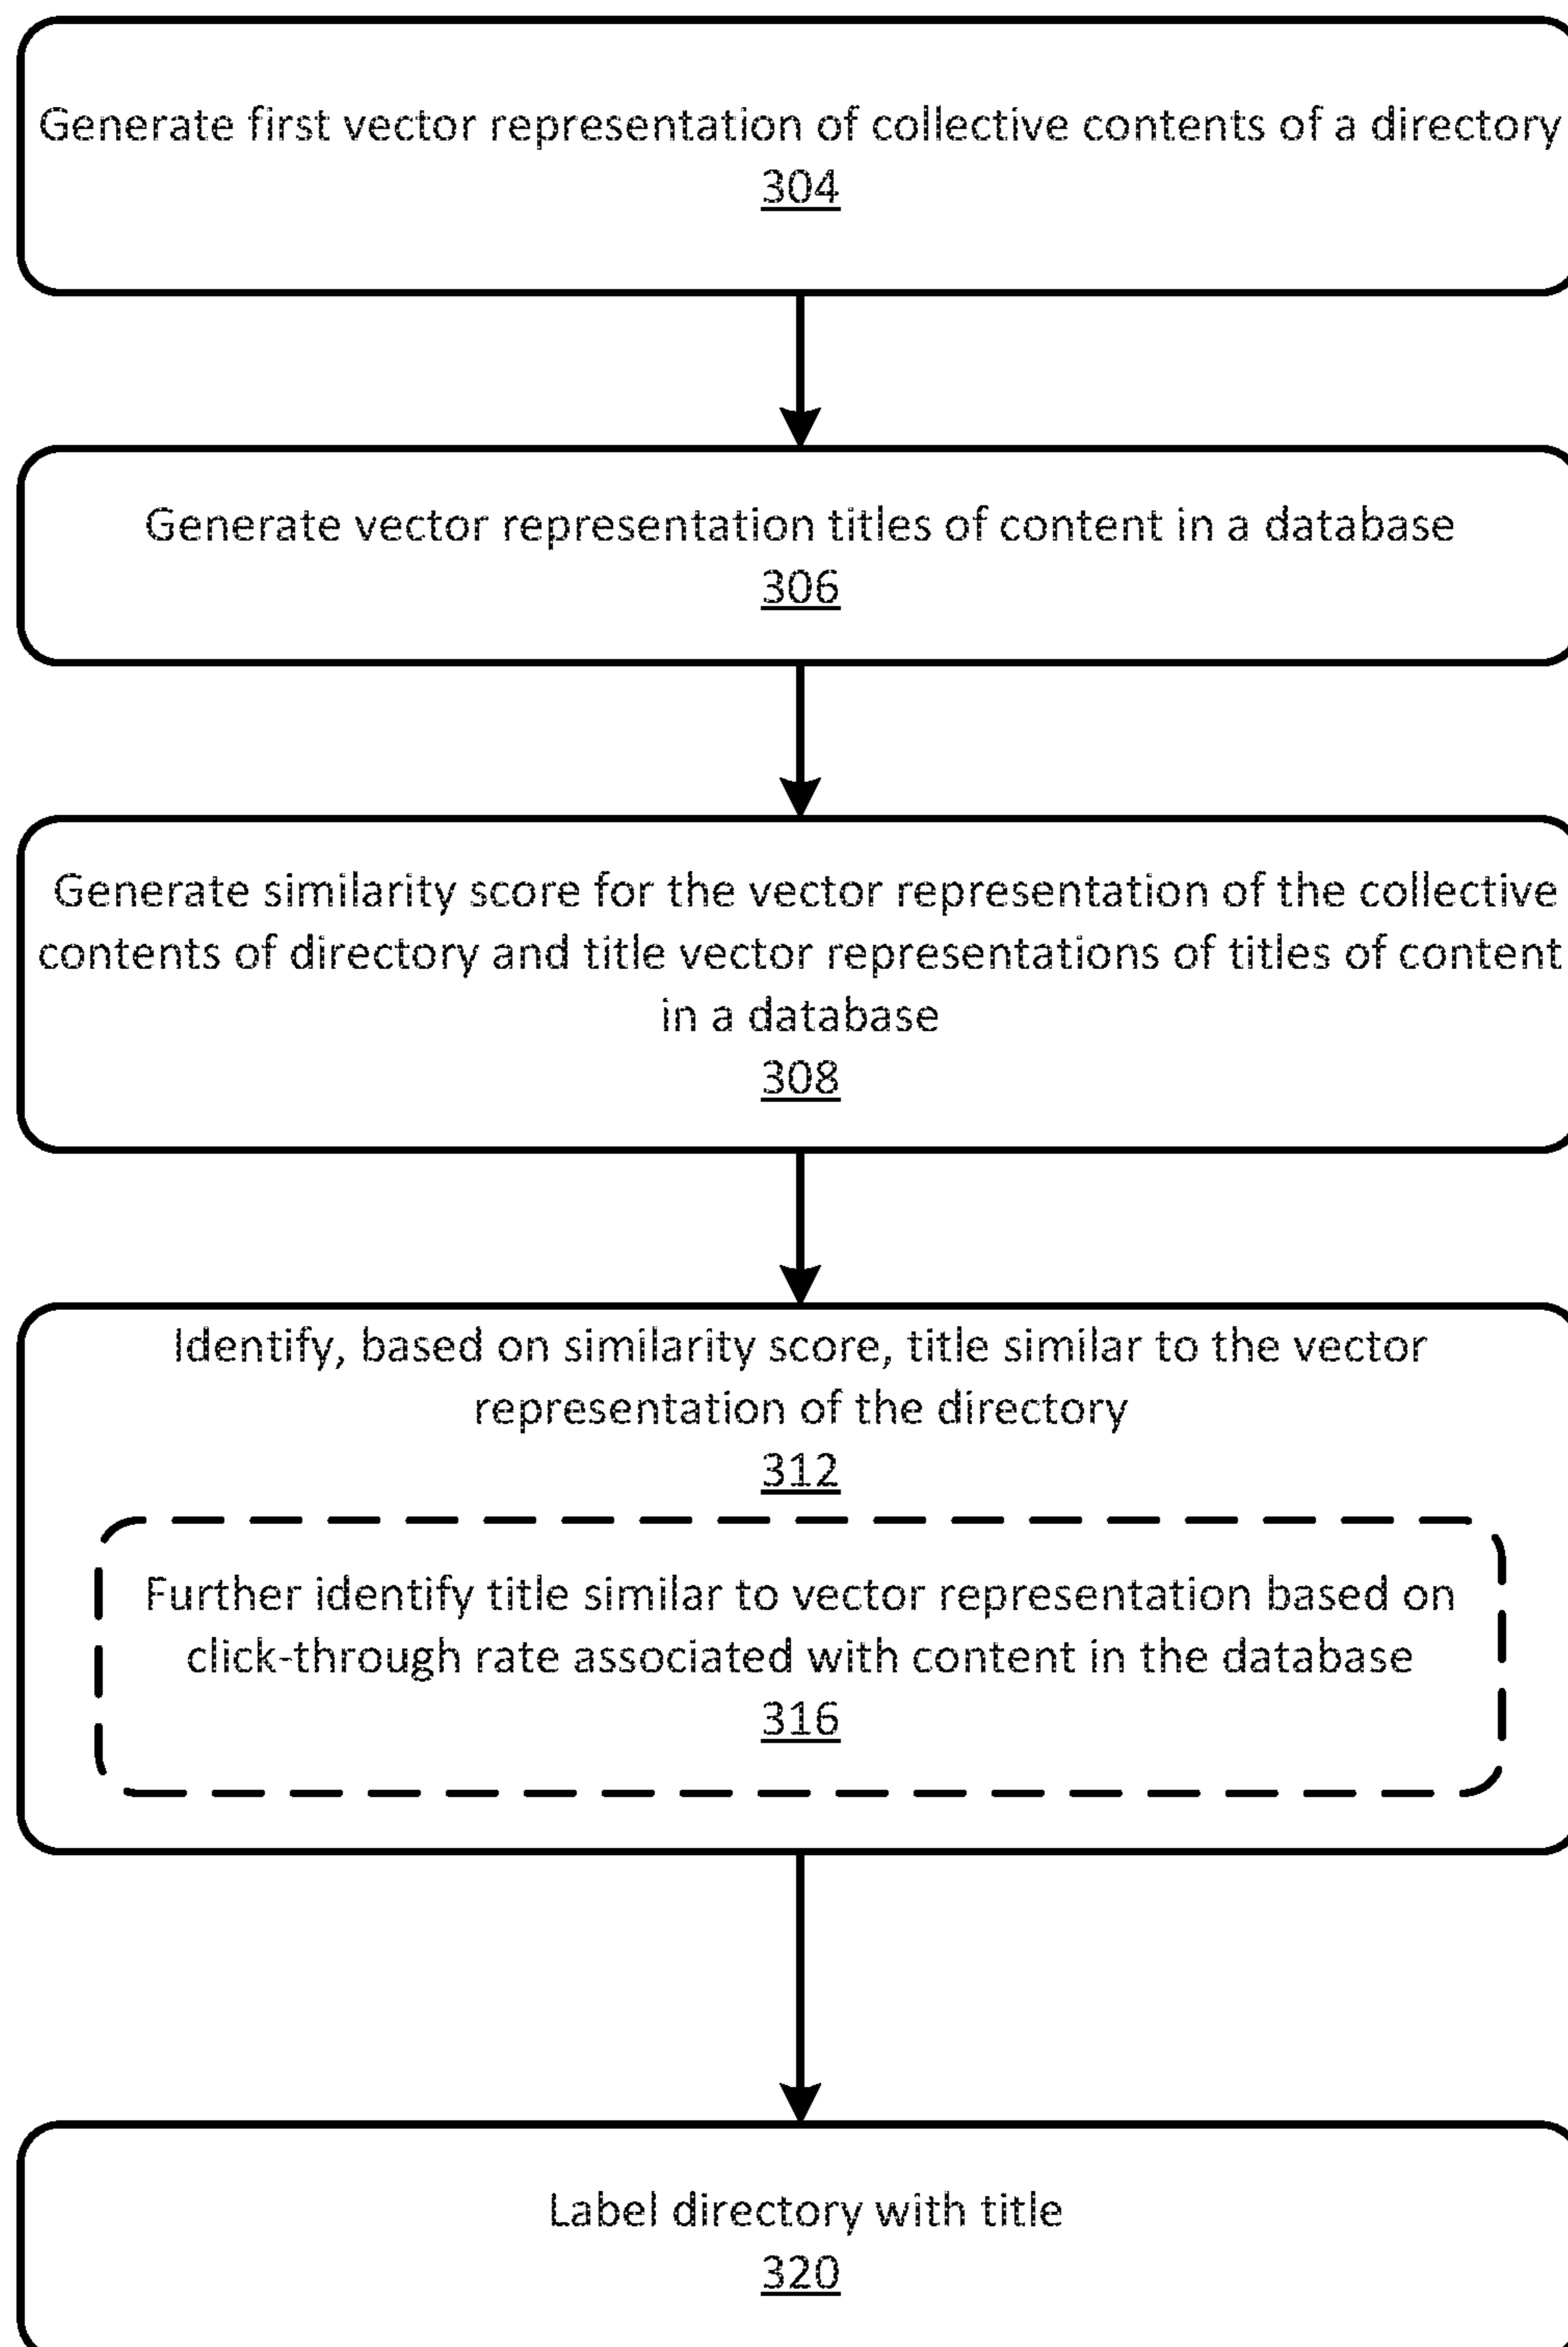 Generate first vector representation of collective contents of a directory
304
Generate vector representation titles of content in a database
306
Generate similarity score for the vector representation of the collective
contents of directory and title vector representations of titles of content
in a database
308
Identify, based on similarity score, title similar to the vector
representation of the directory
312
Further identify title similar to vector representation based on
click-through rate associated with content in the database
316
Label directory with title
320